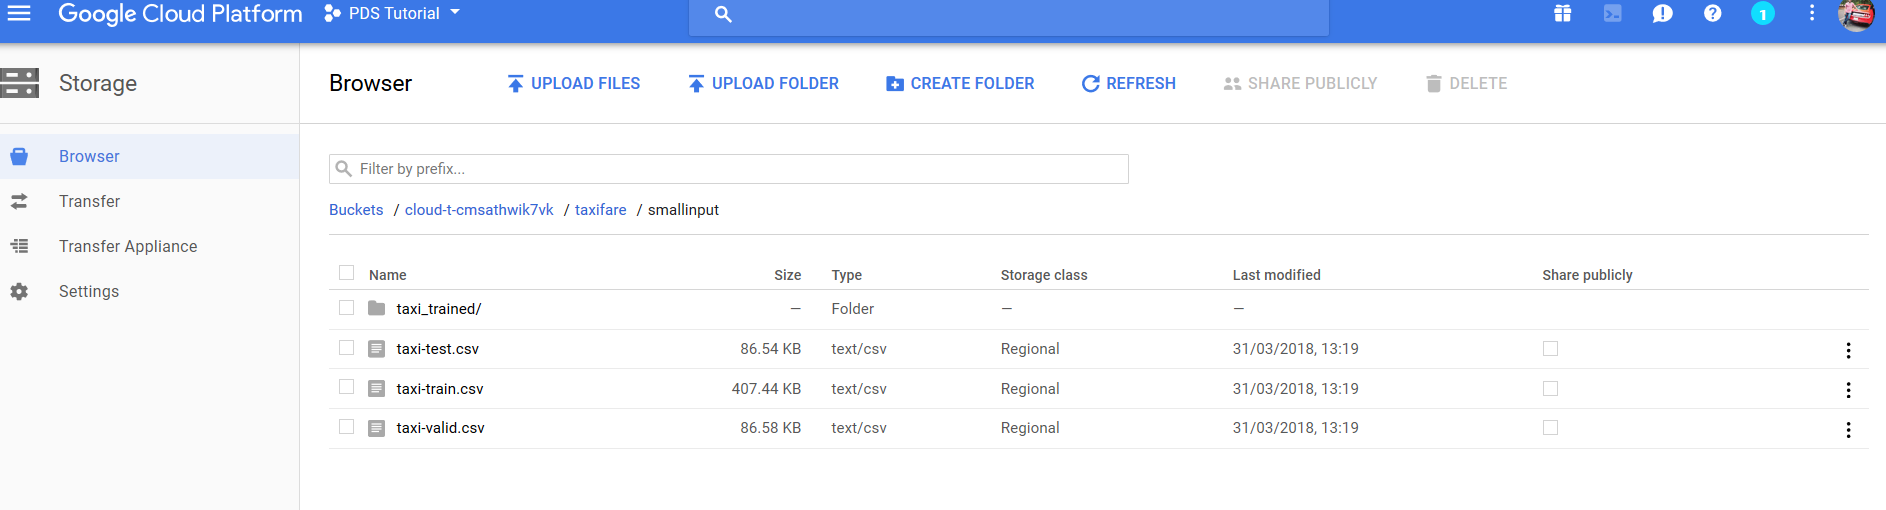 Google Cloud Platform PDS Tutorial 1
Storage Browser UPLOAD FILES UPLOAD FOLDER CREATE FOLDER REFRESH SHARE PUBLICLY DELETE
Browser
Transfer
Transfer Appliance
Settings
Filter by prefix...
Buckets / cloud-t-cmsathwik7vk / taxifare / smallinput
Name Size Type Storage class Last modified Share publicly
taxi_trained/ — Folder — —
taxi-test.csv 86.54 KB text/csv Regional 31/03/2018, 13:19
taxi-train.csv 407.44 KB text/csv Regional 31/03/2018, 13:19
taxi-valid.csv 86.58 KB text/csv Regional 31/03/2018, 13:19